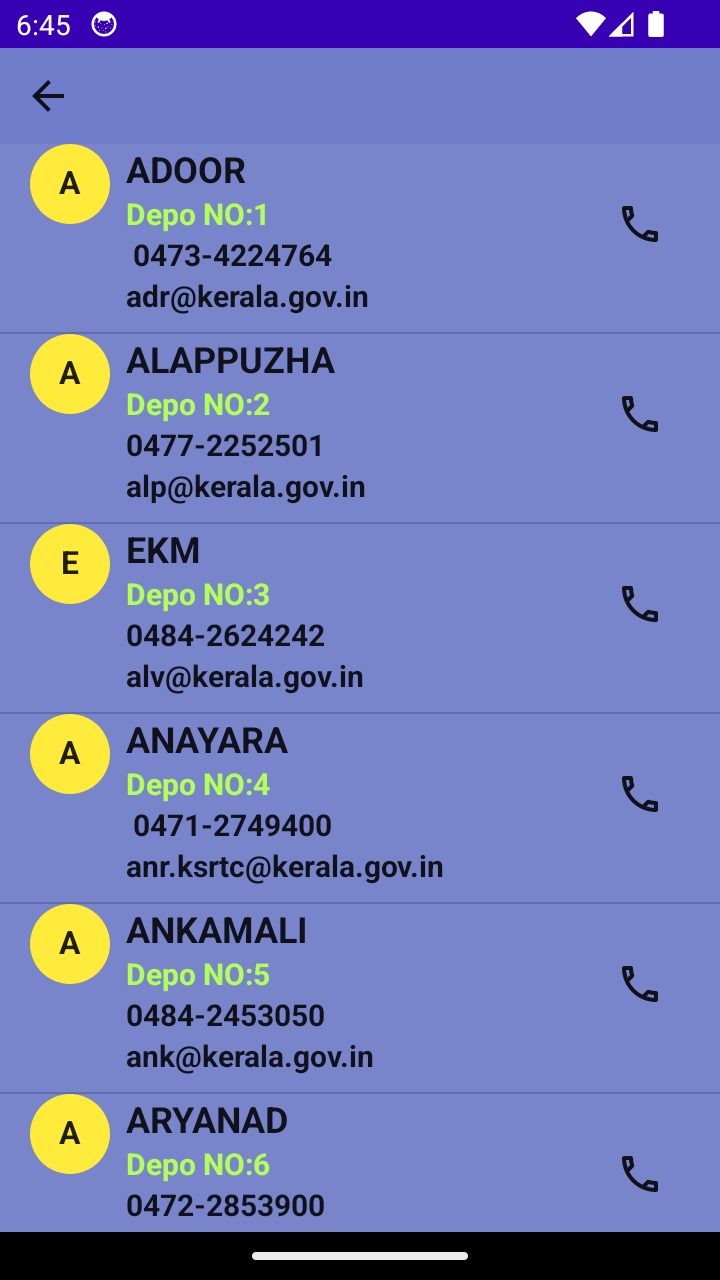 6:45
A
ADOOR
Depo NO:1
0473-4224764
adr@kerala.gov.in
A
ALAPPUZHA
Depo NO:2
0477-2252501
alp@kerala.gov.in
E
EKM
Depo NO:3
0484-2624242
alv@kerala.gov.in
A
ANAYARA
Depo NO:4
0471-2749400
anr.ksrtc@kerala.gov.in
A
ANKAMALI
Depo NO:5
0484-2453050
ank@kerala.gov.in
A
ARYANAD
Depo NO:6
0472-2853900